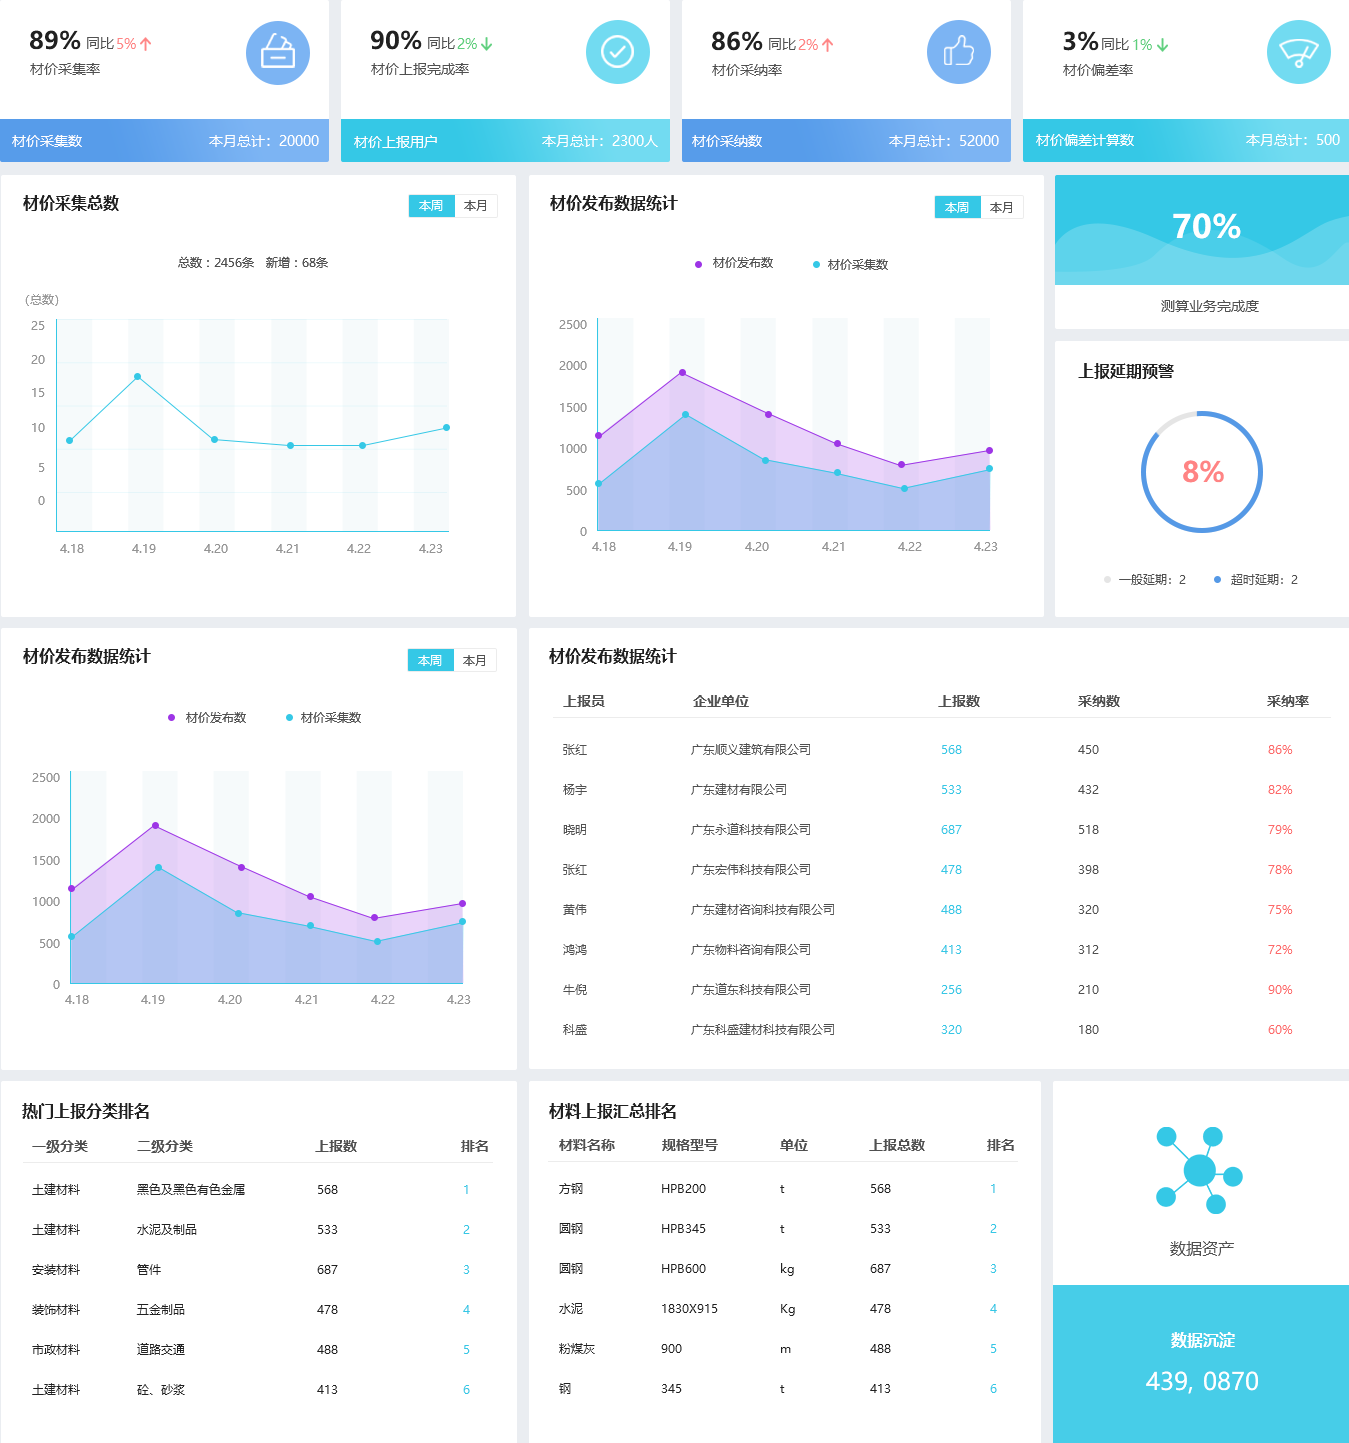 89% 同比5%
材价采集率
材价采集数 本月总计：20000
90% 同比2%
材价上报完成率
材价上报用户 本月总计：2300人
86% 同比2%
材价采纳率
材价采纳数 本月总计：52000
3% 同比 1%
材价偏差率
材价偏差计算数 本月总计：500
材价采集总数 本周 本月
总数：2456条 新增：68条
(总数)
25
20
15
10
5
0
4.18 4.19 4.20 4.21 4.22 4.23
材价发布数据统计 本周 本月
材价发布数 材价采集数
2500
2000
1500
1000
500
0
4.18 4.19 4.20 4.21 4.22 4.23
70%
测算业务完成度
上报延期预警
8%
一般延期：2 超时延期：2
材价发布数据统计 本周 本月
材价发布数 材价采集数
2500
2000
1500
1000
500
0
4.18 4.19 4.20 4.21 4.22 4.23
材价发布数据统计
上报员 企业单位 上报数 采纳数 采纳率
张红 广东顺义建筑有限公司 568 450 86%
杨宇 广东建材有限公司 533 432 82%
晓明 广东永道科技有限公司 687 518 79%
张红 广东宏伟科技有限公司 478 398 78%
黄伟 广东建材咨询科技有限公司 488 320 75%
鸿鸿 广东物料咨询有限公司 413 312 72%
牛倪 广东道东科技有限公司 256 210 90%
科盛 广东科盛建材科技有限公司 320 180 60%
热门上报分类排名
一级分类 二级分类 上报数 排名
土建材料 黑色及黑色有色金属 568 1
土建材料 水泥及制品 533 2
安装材料 管件 687 3
装饰材料 五金制品 478 4
市政材料 道路交通 488 5
土建材料 砼、砂浆 413 6
材料上报汇总排名
材料名称 规格型号 单位 上报总数 排名
方钢 HPB200 t 568 1
圆钢 HPB345 t 533 2
圆钢 HPB600 kg 687 3
水泥 1830X915 Kg 478 4
粉煤灰 900 m 488 5
钢 345 t 413 6
数据资产
数据沉淀
439, 0870